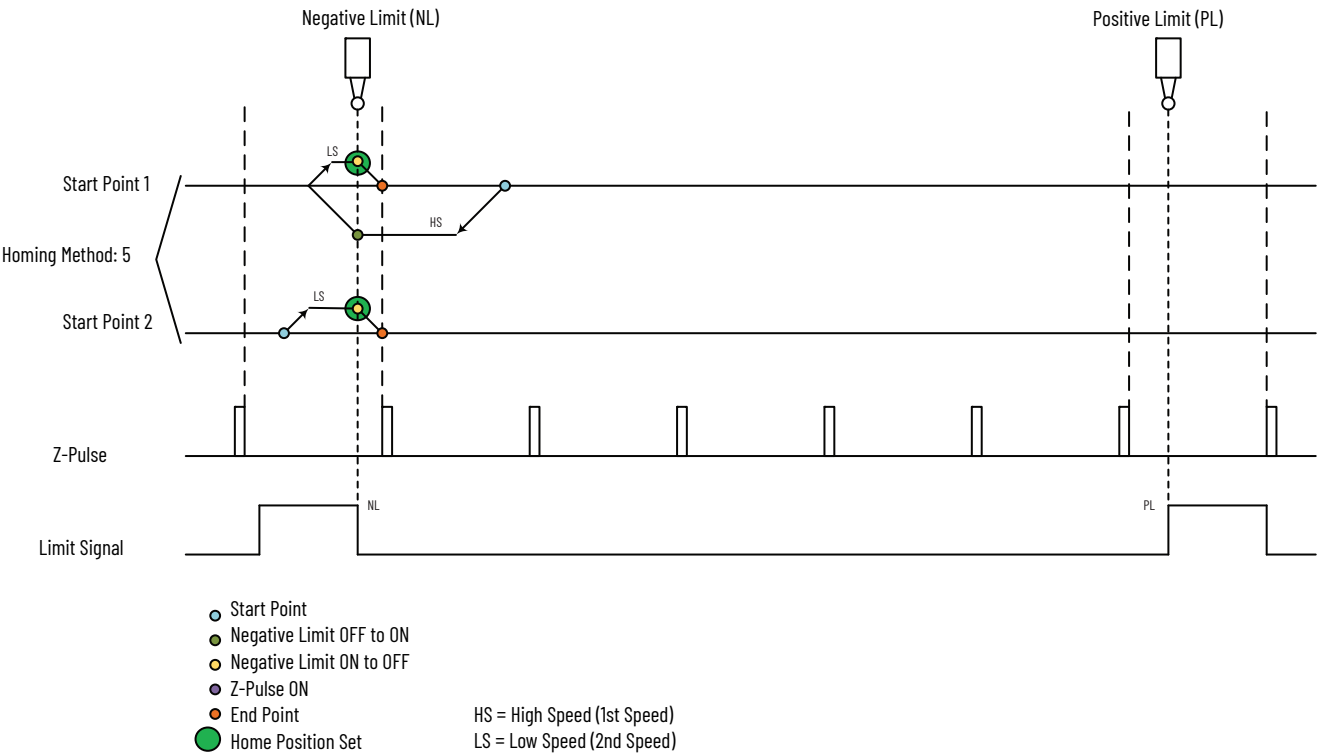 Negative Limit (NL)
Positive Limit (PL)
LS
Start Point 1
HS
Homing Method: 5
LS
Start Point 2
Z-Pulse
NL
PL
Limit Signal
Start Point
Negative Limit OFF to ON
Negative Limit ON to OFF
Z-Pulse ON
End Point
HS = High Speed (1st Speed)
Home Position Set
LS = Low Speed (2nd Speed)